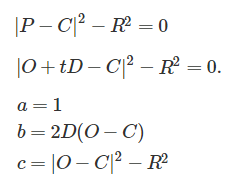 |P − C|² − R² = 0
|O + tD − C|² − R² = 0.
a = 1
b = 2D(O − C)
c = |O − C|² − R²